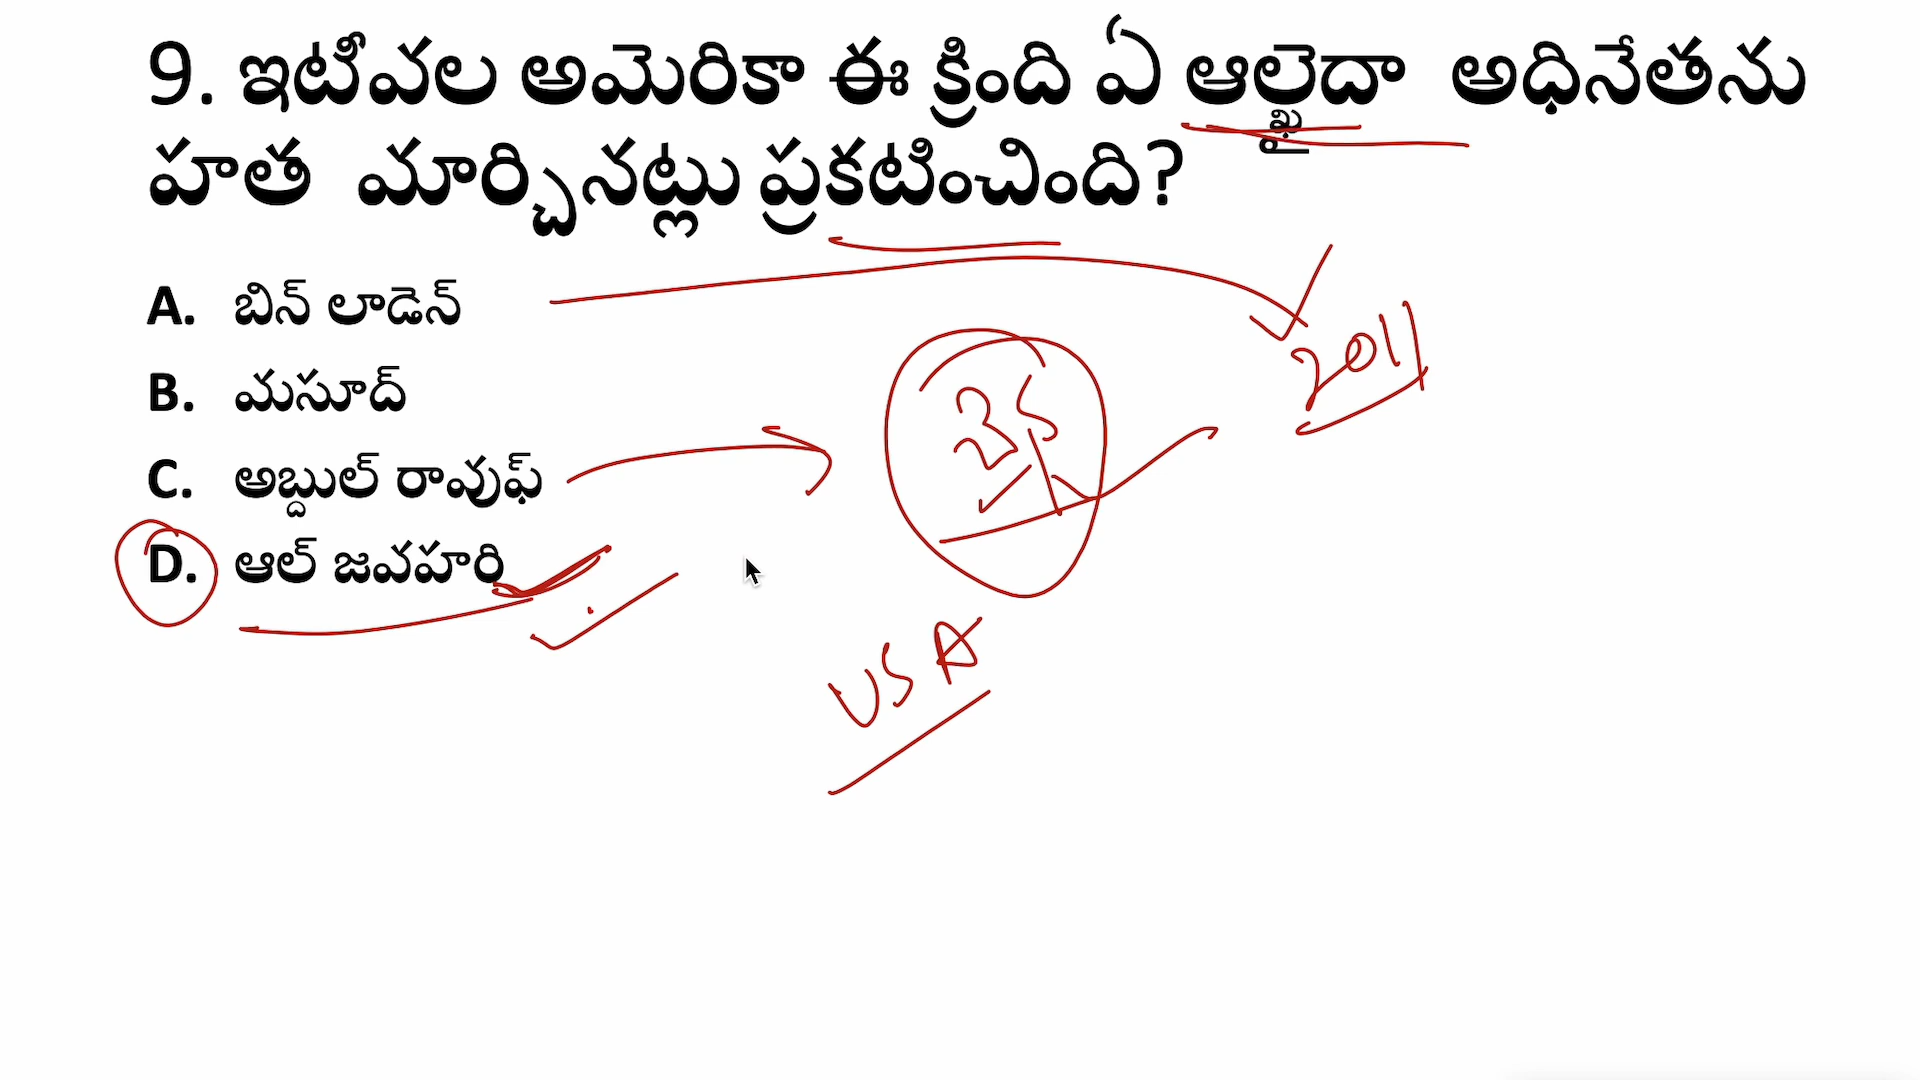 9. ఇటీవల అమెరికా ఈ క్రింది ఏ ఆల్ఖైదా అధినేతను
హత మార్చినట్లు ప్రకటించింది?
A. బిన్ లాడెన్
2011
B. మసూద్
C. అబ్దుల్ రావుఫ్
D. ఆల్ జవహరి
USA